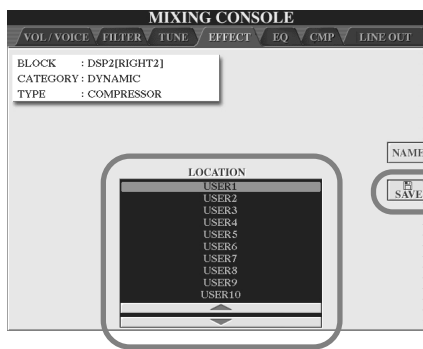 MIXING CONSOLE
VOL/VOICE FILTER TUNE EFFECT EQ CMP LINE OUT
BLOCK : DSP2[RIGHT2]
CATEGORY : DYNAMIC
TYPE : COMPRESSOR
NAME
SAVE
LOCATION
USER1
USER2
USER3
USER4
USER5
USER6
USER7
USER8
USER9
USER10